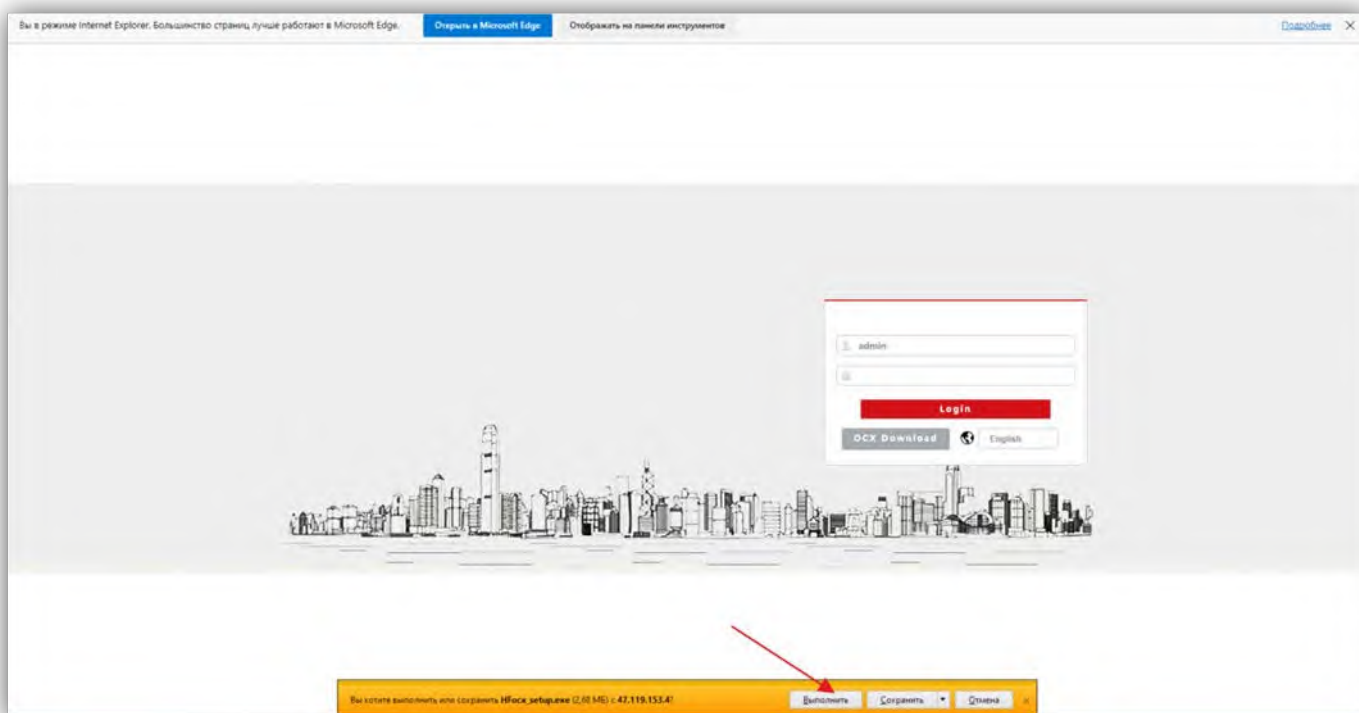 Вы в режиме Internet Explorer. Большинство страниц лучше работают в Microsoft Edge. Открыть в Microsoft Edge Отображать на панели инструментов Подробнее
admin
Login
OCX Download English
Вы хотите выполнить или сохранить HFocx_setup.exe (2,68 МБ) с 47.119.153.4? Выполнить Сохранить Отмена